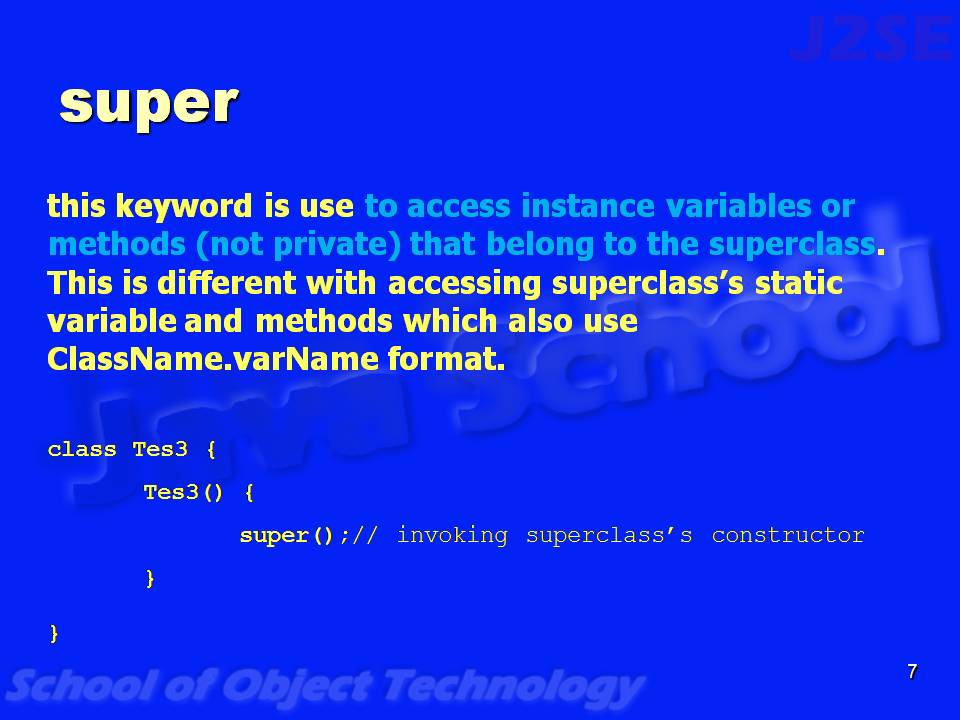 J2SE
super
this keyword is use to access instance variables or
methods (not private) that belong to the superclass.
This is different with accessing superclass’s static
variable and methods which also use
ClassName.varName format.
Java School
class Tes3 {
Tes3() {
super();// invoking superclass’s constructor
}
}
School of Object Technology
7